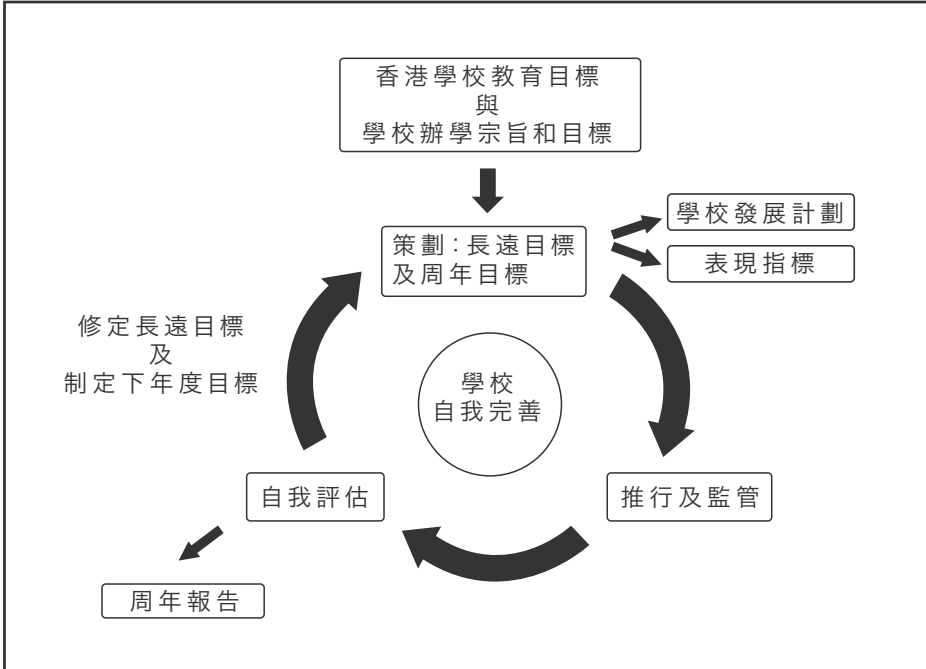 香港學校教育目標
與
學校辦學宗旨和目標
學校發展計劃
策劃：長遠目標
及周年目標
表現指標
修定長遠目標
及
制定下年度目標
學校
自我完善
自我評估
推行及監管
周年報告